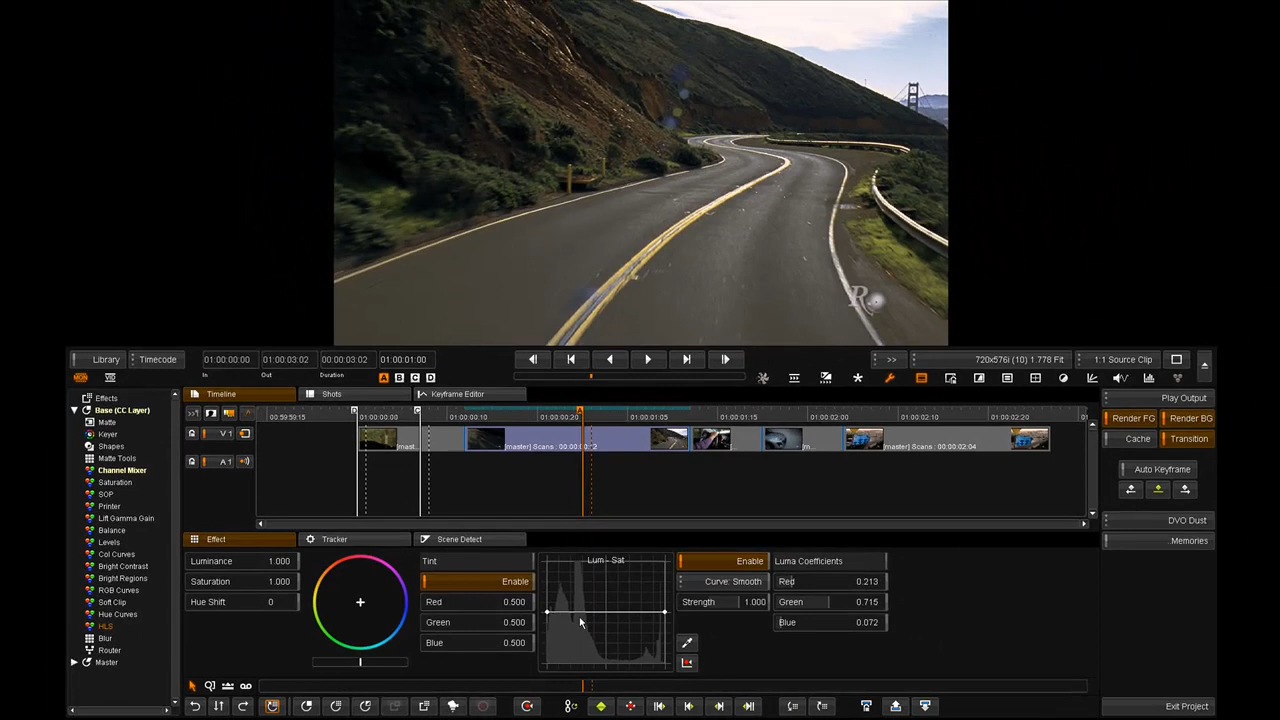 Library
Timecode
01:00:00:00
01:00:03:02
00:00:03:02
01:00:01:00
In
Out
Duration
A B C D
>>
720x576i (10) 1.778 Fit
1:1 Source Clip
MON
VID
Effects
Base (CC Layer)
Matte
Keyer
Shapes
Matte Tools
Channel Mixer
Saturation
SOP
Printer
Lift Gamma Gain
Balance
Levels
Col Curves
Bright Contrast
Bright Regions
RGB Curves
Soft Clip
Hue Curves
HLS
Blur
Router
Master
Timeline
Shots
Keyframe Editor
00:59:59:15
01:00:00:00
01:00:00:10
01:00:00:20
01:00:01:05
01:00:01:15
01:00:02:00
01:00:02:10
01:00:02:20
V 1
[mast...
[master] Scans : 00:00:00:22
[...
[m...
[master] Scans : 00:00:02:04
A 1
Play Output
Render FG
Render BG
Cache
Transition
Auto Keyframe
DVO Dust
..Memories
Effect
Tracker
Scene Detect
Luminance 1.000
Saturation 1.000
Hue Shift 0
Tint
Enable
Red 0.500
Green 0.500
Blue 0.500
Lum - Sat
Enable
Curve: Smooth
Strength 1.000
Luma Coefficients
Red 0.213
Green 0.715
Blue 0.072
Exit Project